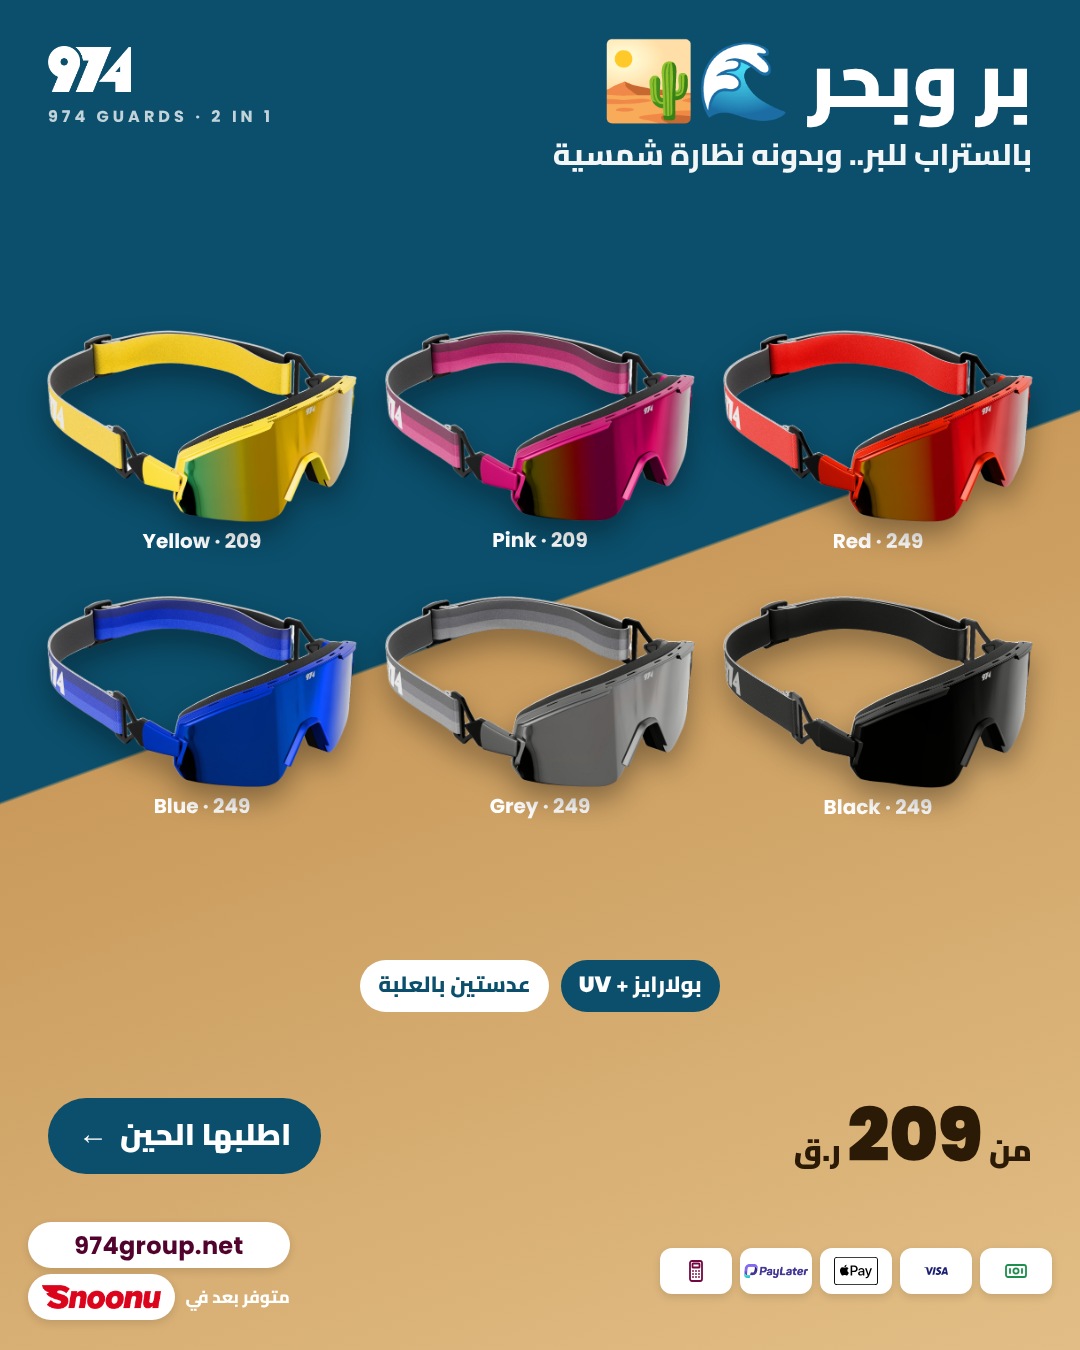 974
974 GUARDS · 2 IN 1
بر وبحر 🌊🏜️
بالستراب للبر.. وبدونه نظارة شمسية
Yellow · 209
Pink · 209
Red · 249
Blue · 249
Grey · 249
Black · 249
بولارايز + UV
عدستين بالعلبة
من 209 ر.ق
اطلبها الحين ←
974group.net
متوفر بعد في Snoonu
PayLater
Pay
VISA